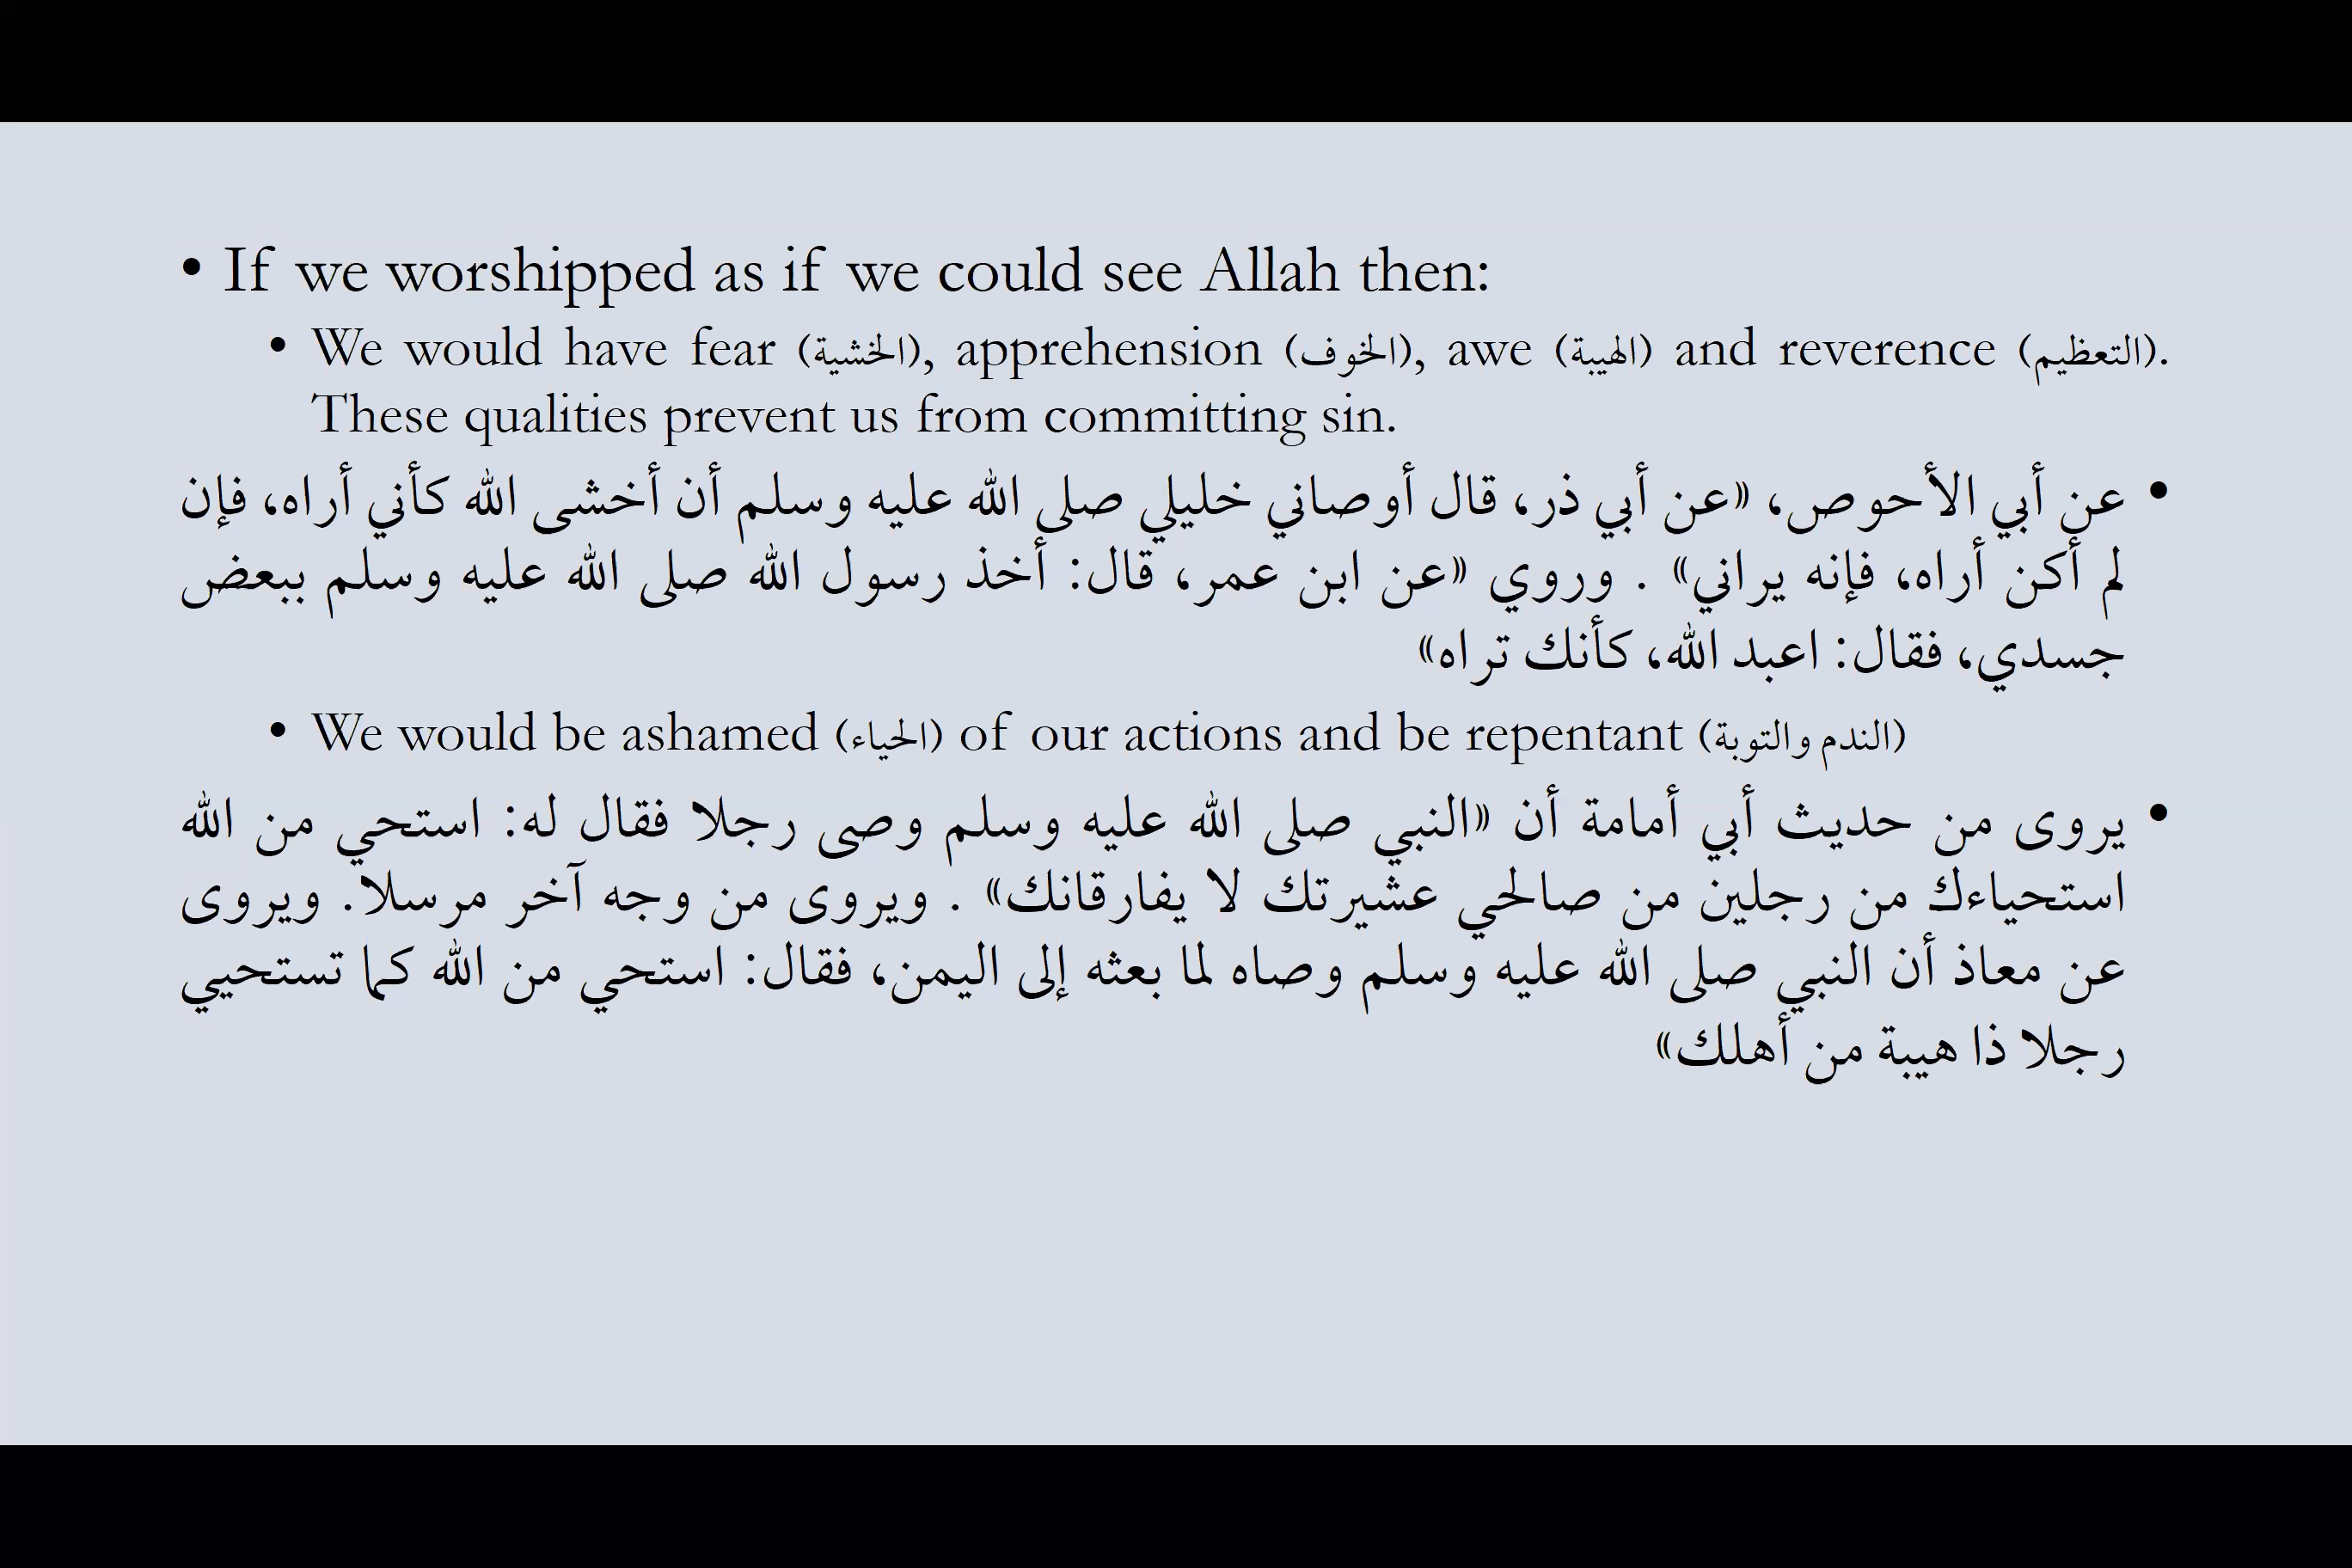 • If we worshipped as if we could see Allah then:
• We would have fear (الخشية), apprehension (الخوف), awe (الهيبة) and reverence (التعظيم).
These qualities prevent us from committing sin.
• عن أبي الأحوص، «عن أبي ذر، قال أوصاني خليلي صلى الله عليه وسلم أن أخشى الله كأني أراه، فإن
لم أكن أراه، فإنه يراني» . وروي «عن ابن عمر، قال: أخذ رسول الله صلى الله عليه وسلم ببعض
جسدي، فقال: اعبد الله، كأنك تراه»
• We would be ashamed (الحياء) of our actions and be repentant (الندم والتوبة)
• يروى من حديث أبي أمامة أن «النبي صلى الله عليه وسلم وصى رجلا فقال له: استحي من الله
استحياءك من رجلين من صالحي عشيرتك لا يفارقانك» . ويروى من وجه آخر مرسلا. ويروى
عن معاذ أن النبي صلى الله عليه وسلم وصاه لما بعثه إلى اليمن، فقال: استحي من الله كما تستحيي
رجلا ذا هيبة من أهلك»